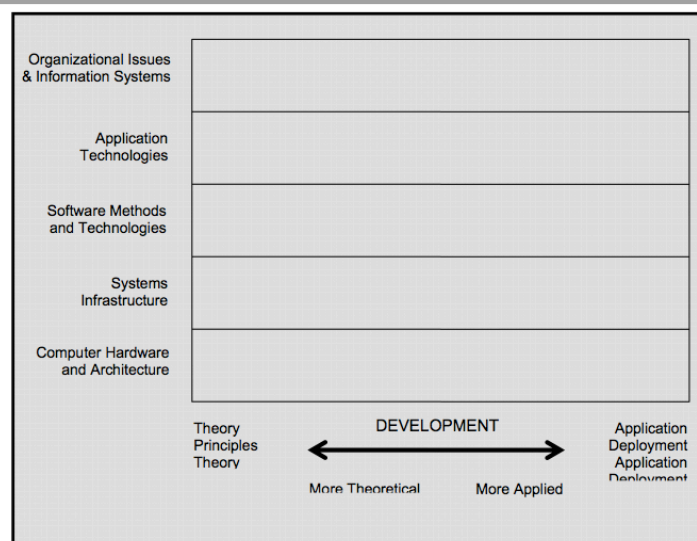 Organizational Issues
& Information Systems
Application
Technologies
Software Methods
and Technologies
Systems
Infrastructure
Computer Hardware
and Architecture
Theory
Principles
Theory
DEVELOPMENT
Application
Deployment
Application
Deployment
More Theoretical
More Applied